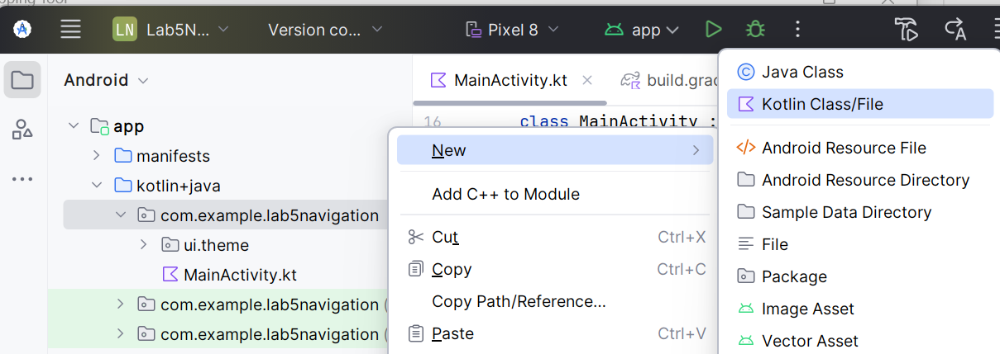 pping Tool
LN Lab5N... Version co... Pixel 8 app
Android
app
manifests
kotlin+java
com.example.lab5navigation
ui.theme
MainActivity.kt
com.example.lab5navigation (
com.example.lab5navigation (
MainActivity.kt build.grad
16 class MainActivity :
New
Add C++ to Module
Cut Ctrl+X
Copy Ctrl+C
Copy Path/Reference...
Paste Ctrl+V
Java Class
Kotlin Class/File
Android Resource File
Android Resource Directory
Sample Data Directory
File
Package
Image Asset
Vector Asset